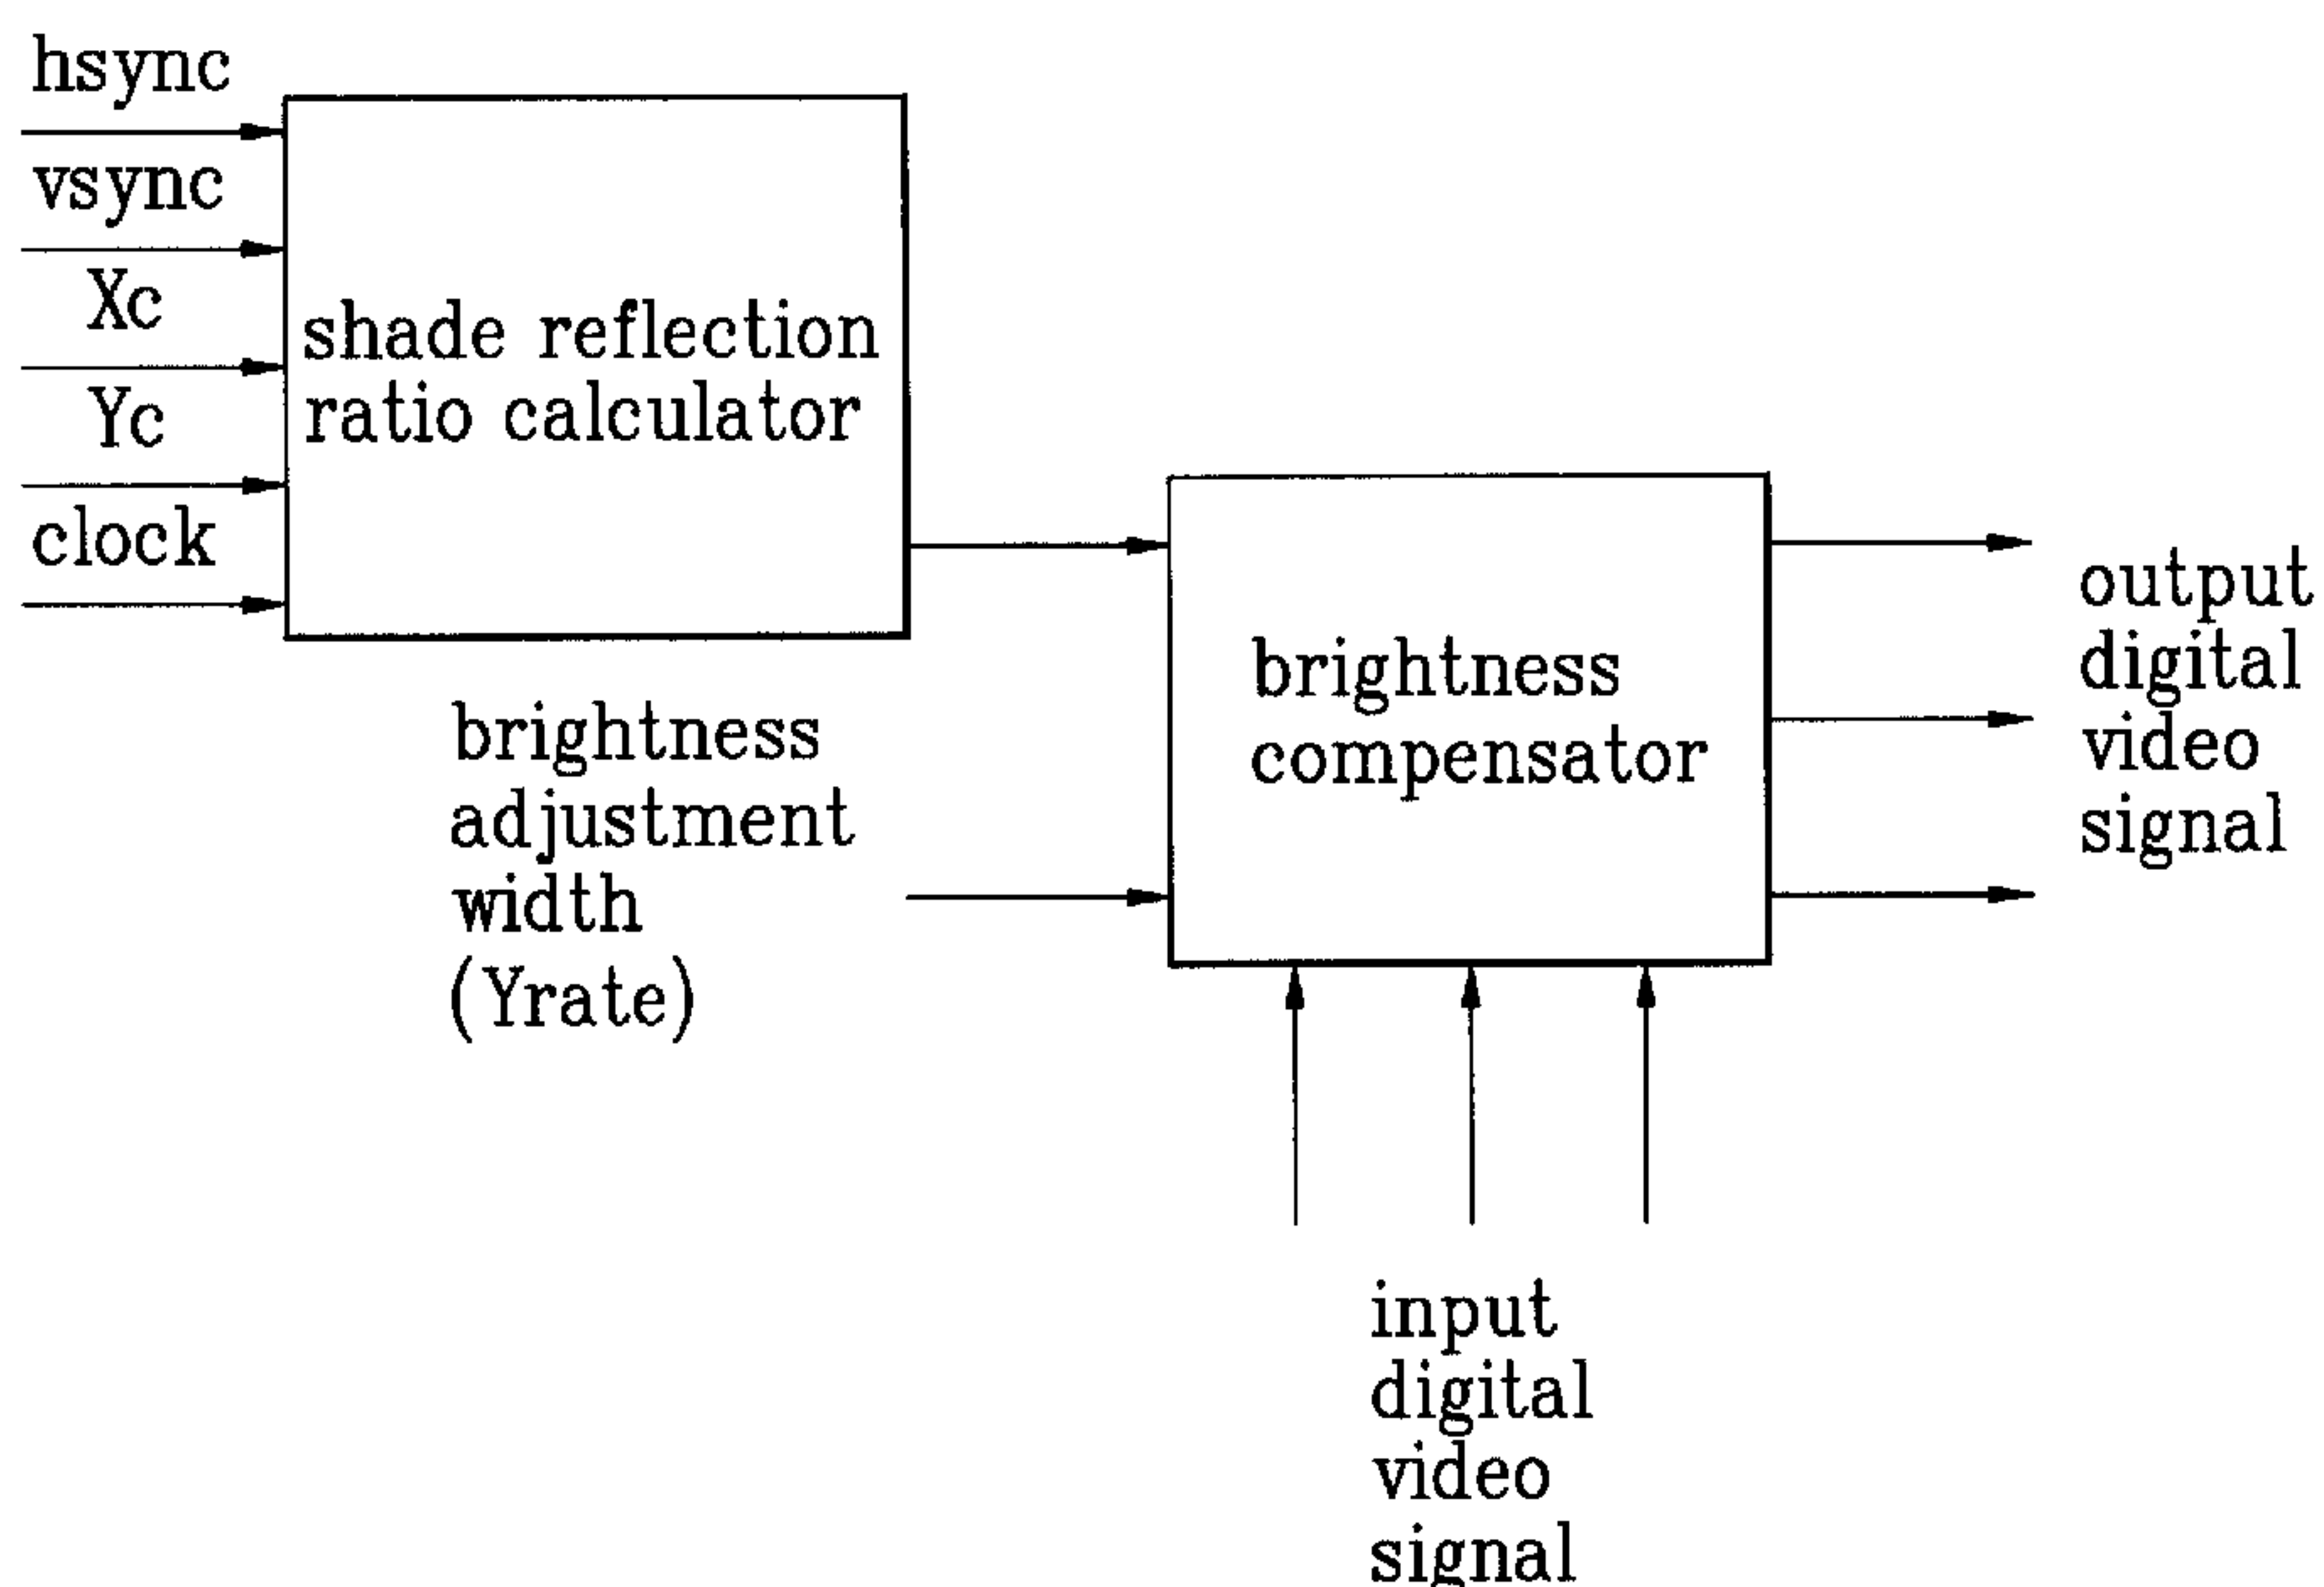 hsync
vsync
Xc
Yc
clock
shade reflection
ratio calculator
brightness
adjustment
width
(Yrate)
brightness
compensator
output
digital
video
signal
input
digital
video
signal